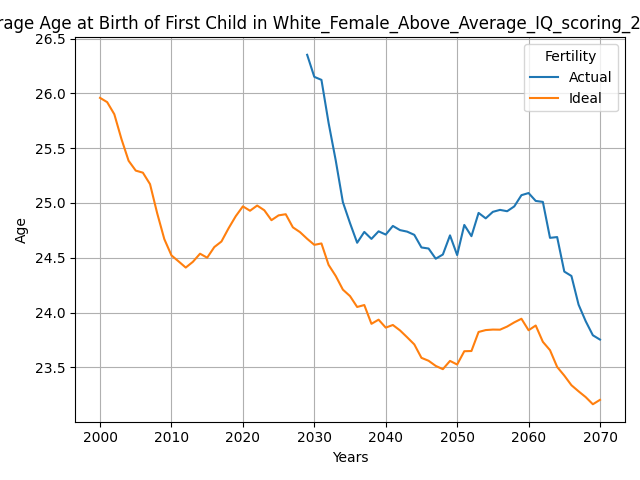 Average Age at Birth of First Child in White_Female_Above_Average_IQ_scoring_2
Fertility
Actual
Ideal
26.5
26.0
25.5
25.0
24.5
24.0
23.5
Age
2000 2010 2020 2030 2040 2050 2060 2070
Years